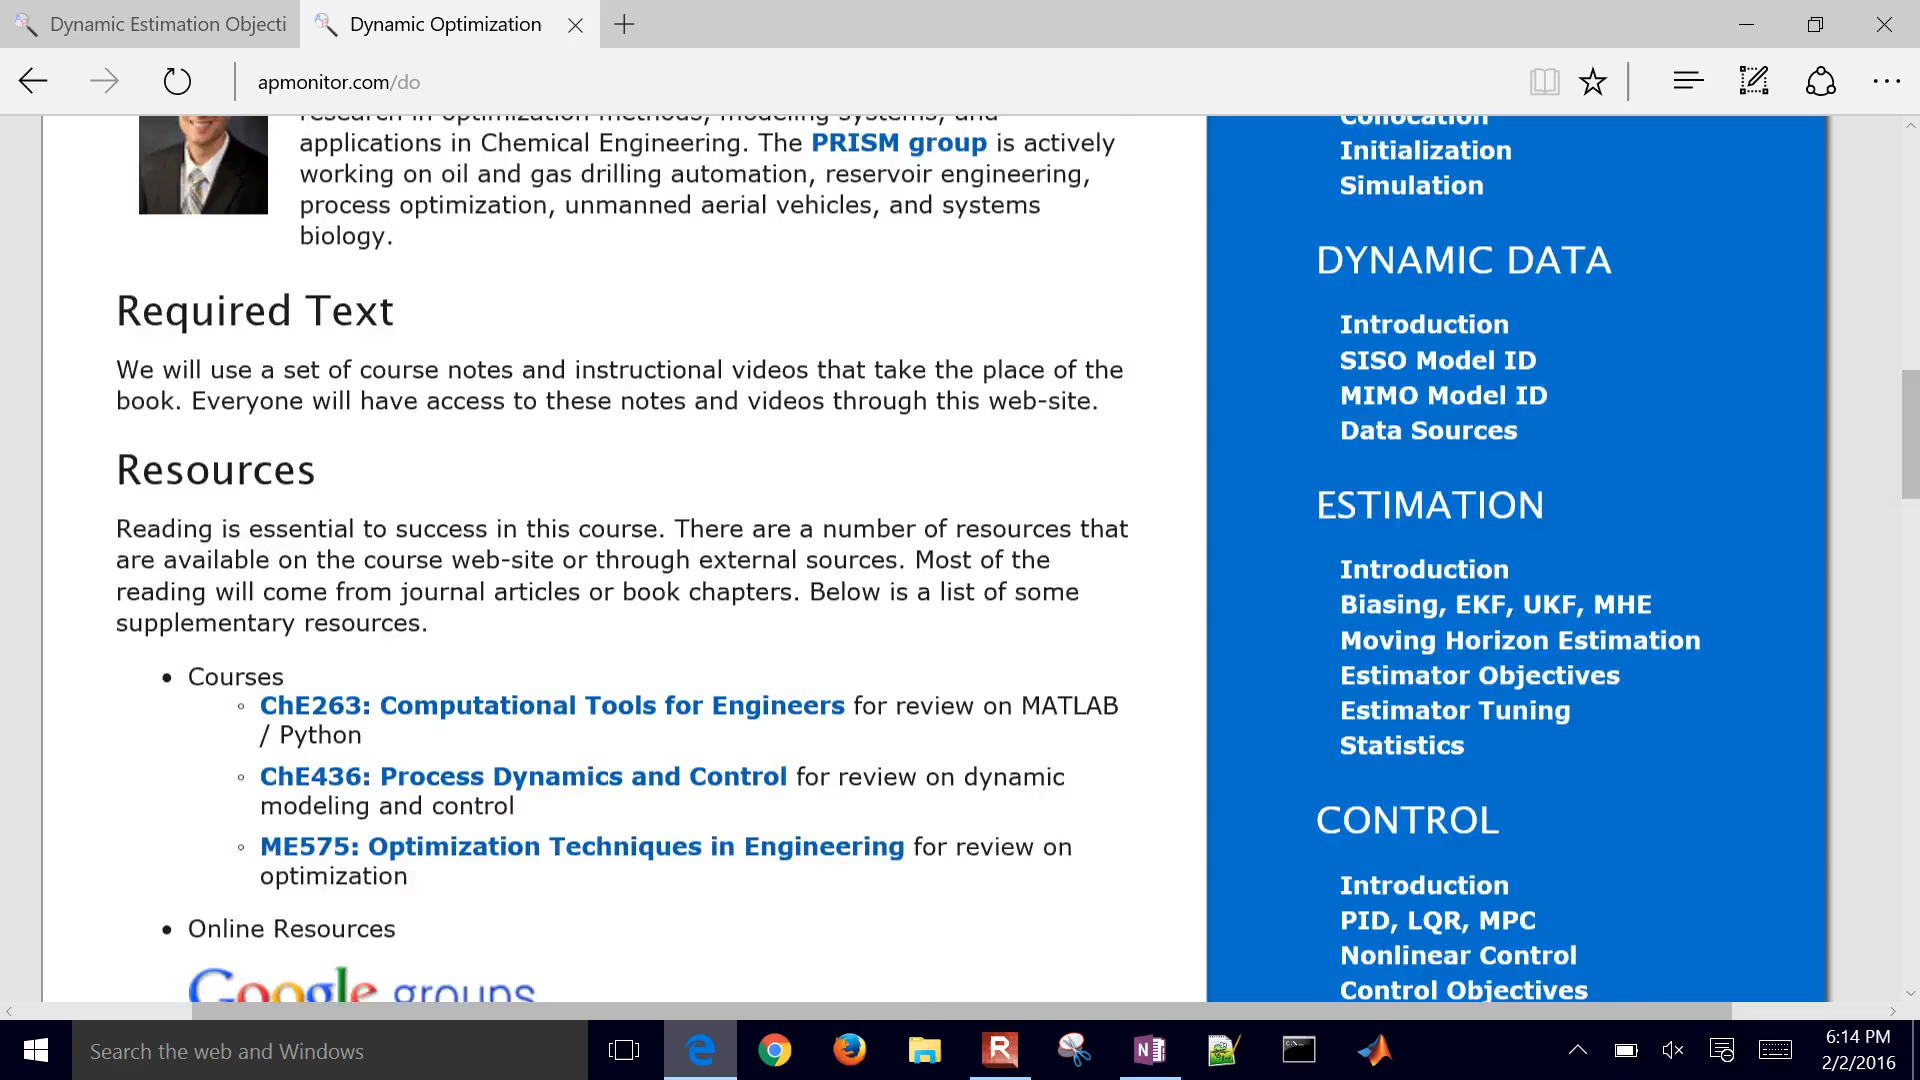 Dynamic Estimation Objecti
Dynamic Optimization
apmonitor.com/do
research in optimization methods, modeling systems, and
applications in Chemical Engineering. The PRISM group is actively
working on oil and gas drilling automation, reservoir engineering,
process optimization, unmanned aerial vehicles, and systems
biology.
Required Text
We will use a set of course notes and instructional videos that take the place of the
book. Everyone will have access to these notes and videos through this web-site.
Resources
Reading is essential to success in this course. There are a number of resources that
are available on the course web-site or through external sources. Most of the
reading will come from journal articles or book chapters. Below is a list of some
supplementary resources.
• Courses
◦ ChE263: Computational Tools for Engineers for review on MATLAB
/ Python
◦ ChE436: Process Dynamics and Control for review on dynamic
modeling and control
◦ ME575: Optimization Techniques in Engineering for review on
optimization
• Online Resources
Google groups
Collocation
Initialization
Simulation
DYNAMIC DATA
Introduction
SISO Model ID
MIMO Model ID
Data Sources
ESTIMATION
Introduction
Biasing, EKF, UKF, MHE
Moving Horizon Estimation
Estimator Objectives
Estimator Tuning
Statistics
CONTROL
Introduction
PID, LQR, MPC
Nonlinear Control
Control Objectives
Search the web and Windows
6:14 PM
2/2/2016